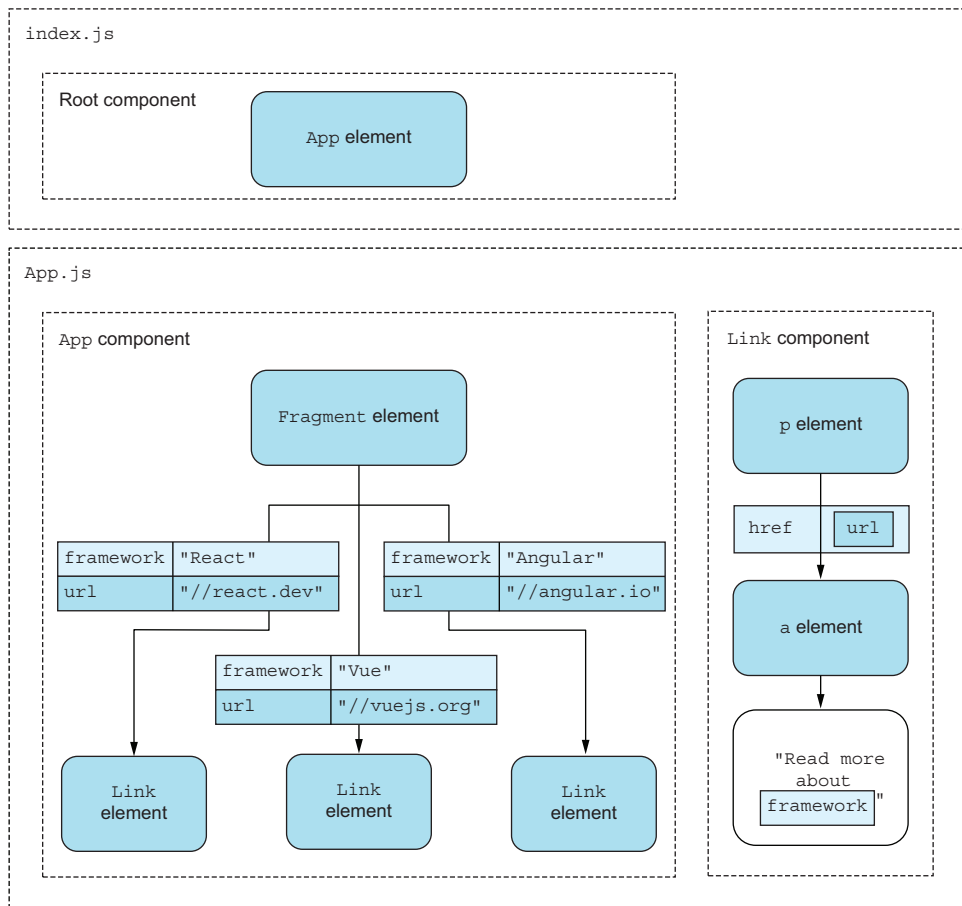 index.js
Root component
App element
App.js
App component
Fragment element
framework "React"
url "//react.dev"
framework "Angular"
url "//angular.io"
framework "Vue"
url "//vuejs.org"
Link
element
Link
element
Link
element
Link component
p element
href url
a element
"Read more
about
framework"